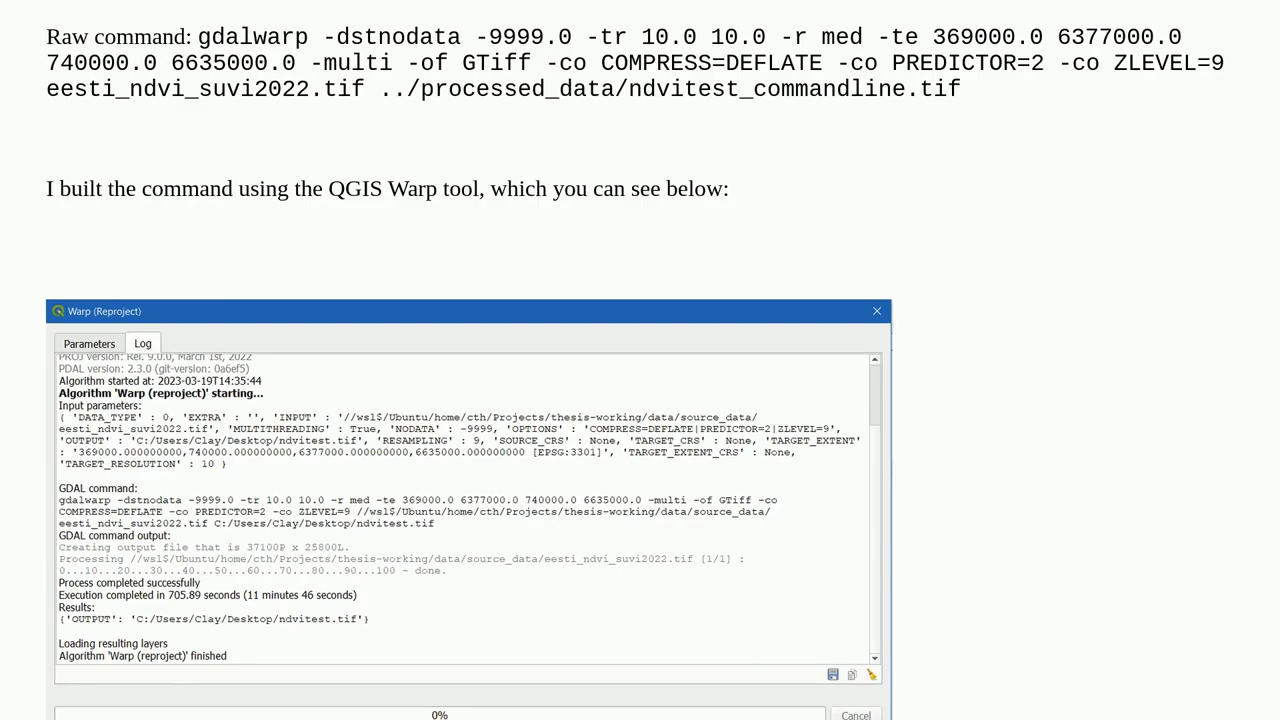 Raw command: gdalwarp -dstnodata -9999.0 -tr 10.0 10.0 -r med -te 369000.0 6377000.0
740000.0 6635000.0 -multi -of GTiff -co COMPRESS=DEFLATE -co PREDICTOR=2 -co ZLEVEL=9
eesti_ndvi_suvi2022.tif ../processed_data/ndvitest_commandline.tif
I built the command using the QGIS Warp tool, which you can see below:
Warp (Reproject)
Parameters Log
PROJ version: Rel. 9.0.0, March 1st, 2022
PDAL version: 2.3.0 (git-version: 0a6ef5)
Algorithm started at: 2023-03-19T14:35:44
Algorithm 'Warp (reproject)' starting…
Input parameters:
{ 'DATA_TYPE' : 0, 'EXTRA' : '', 'INPUT' : '//wsl$/Ubuntu/home/cth/Projects/thesis-working/data/source_data/
eesti_ndvi_suvi2022.tif', 'MULTITHREADING' : True, 'NODATA' : -9999, 'OPTIONS' : 'COMPRESS=DEFLATE|PREDICTOR=2|ZLEVEL=9',
'OUTPUT' : 'C:/Users/Clay/Desktop/ndvitest.tif', 'RESAMPLING' : 9, 'SOURCE_CRS' : None, 'TARGET_CRS' : None, 'TARGET_EXTENT'
: '369000.000000000,740000.000000000,6377000.000000000,6635000.000000000 [EPSG:3301]', 'TARGET_EXTENT_CRS' : None,
'TARGET_RESOLUTION' : 10 }
GDAL command:
gdalwarp -dstnodata -9999.0 -tr 10.0 10.0 -r med -te 369000.0 6377000.0 740000.0 6635000.0 -multi -of GTiff -co
COMPRESS=DEFLATE -co PREDICTOR=2 -co ZLEVEL=9 //wsl$/Ubuntu/home/cth/Projects/thesis-working/data/source_data/
eesti_ndvi_suvi2022.tif C:/Users/Clay/Desktop/ndvitest.tif
GDAL command output:
Creating output file that is 37100P x 25800L.
Processing //wsl$/Ubuntu/home/cth/Projects/thesis-working/data/source_data/eesti_ndvi_suvi2022.tif [1/1] :
0...10...20...30...40...50...60...70...80...90...100 - done.
Process completed successfully
Execution completed in 705.89 seconds (11 minutes 46 seconds)
Results:
{'OUTPUT': 'C:/Users/Clay/Desktop/ndvitest.tif'}
Loading resulting layers
Algorithm 'Warp (reproject)' finished
0% Cancel